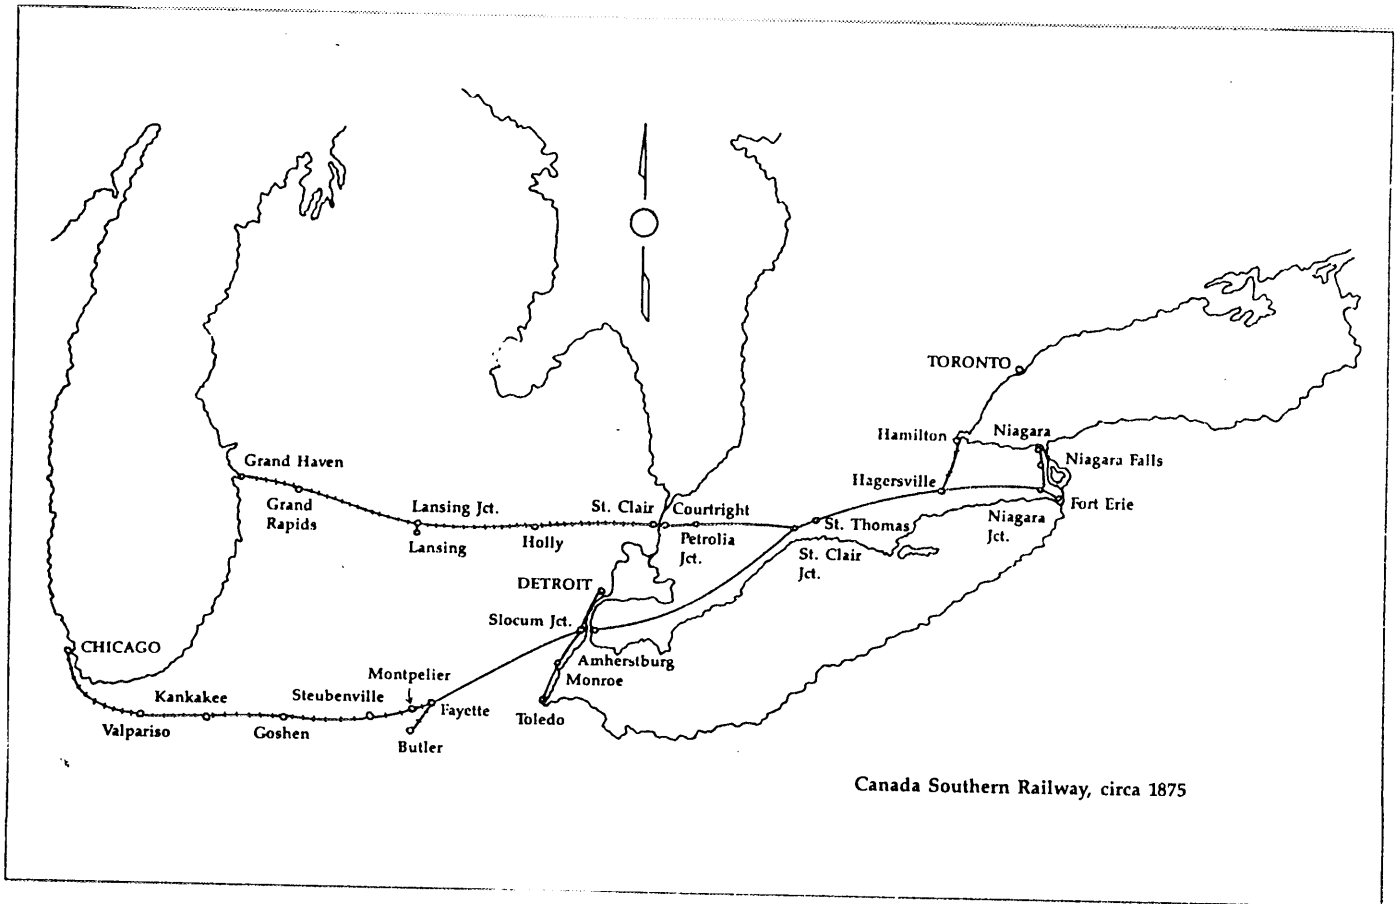 TORONTO
Hamilton
Niagara
Niagara Falls
Hagersville
Fort Erie
Niagara
Jct.
Grand Haven
Grand
Rapids
Lansing Jct.
Lansing
Holly
St. Clair
Courtright
Petrolia
Jct.
St. Thomas
St. Clair
Jct.
DETROIT
Slocum Jct.
Amherstburg
Monroe
Toledo
CHICAGO
Valpariso
Kankakee
Goshen
Steubenville
Montpelier
Fayette
Butler
Canada Southern Railway, circa 1875